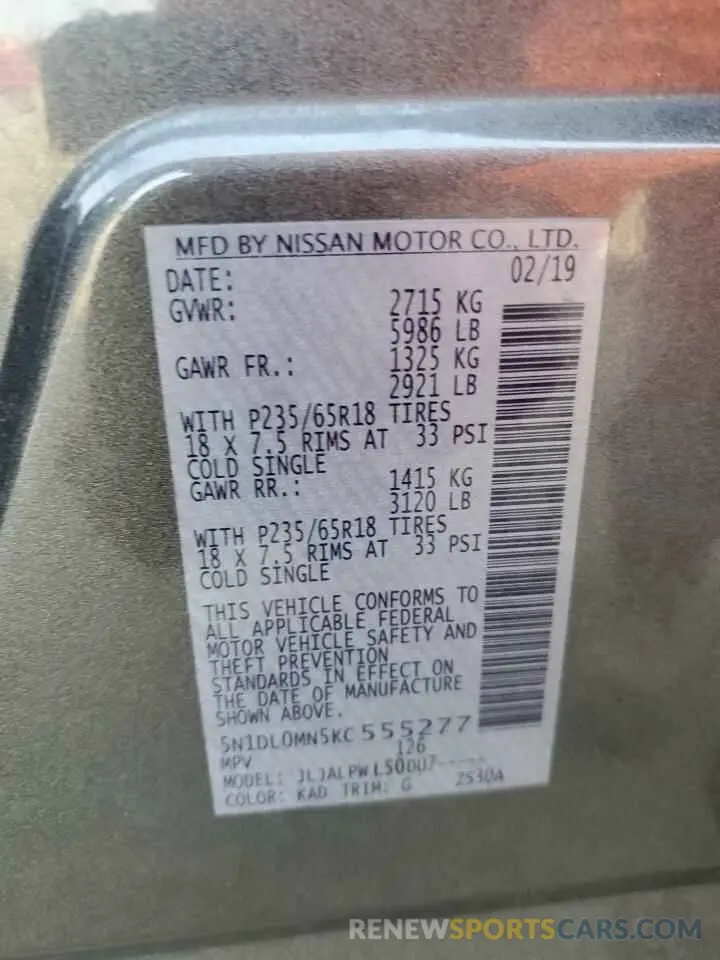 MFD BY NISSAN MOTOR CO., LTD.
DATE: 02/19
GVWR: 2715 KG
5986 LB
GAWR FR.: 1325 KG
2921 LB
WITH P235/65R18 TIRES
18 X 7.5 RIMS AT 33 PSI
COLD SINGLE
GAWR RR.: 1415 KG
3120 LB
WITH P235/65R18 TIRES
18 X 7.5 RIMS AT 33 PSI
COLD SINGLE
THIS VEHICLE CONFORMS TO
ALL APPLICABLE FEDERAL
MOTOR VEHICLE SAFETY AND
THEFT PREVENTION
STANDARDS IN EFFECT ON
THE DATE OF MANUFACTURE
SHOWN ABOVE.
5N1DL0MN5KC 555277
MPV 126
MODEL:
COLOR: KAD TRIM: G 2530A
RENEWSPORTSCARS.COM